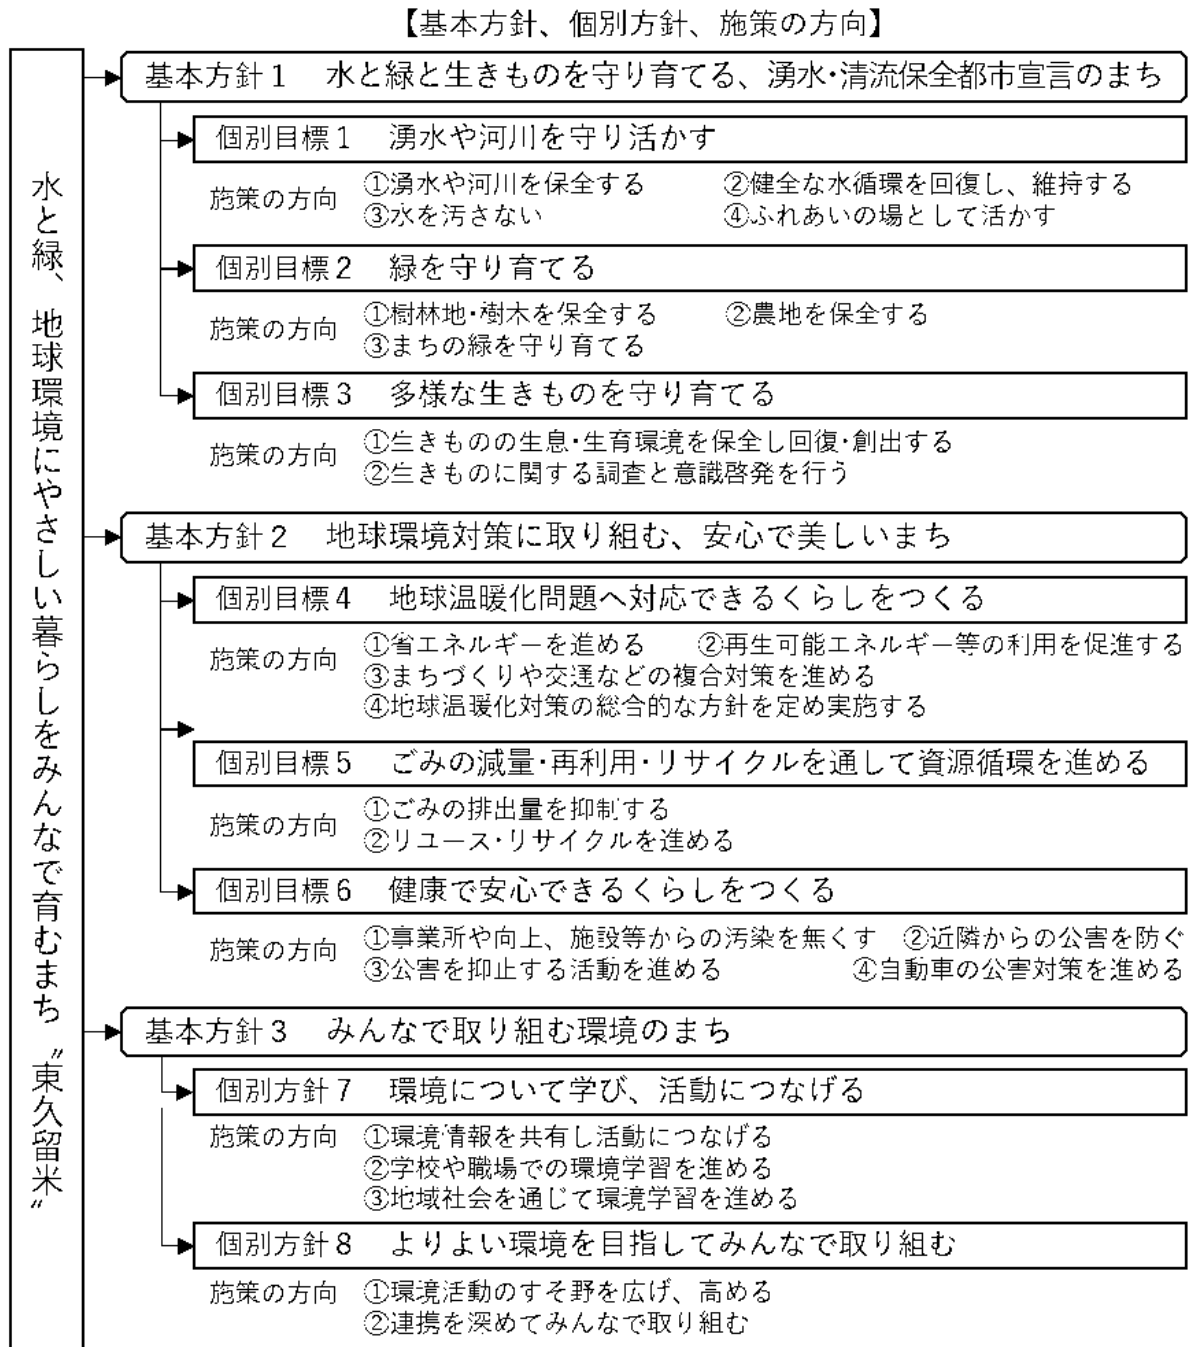 【基本方針、個別方針、施策の方向】
水と緑、地球環境にやさしい暮らしをみんなで育むまち〝東久留米〟
基本方針１　水と緑と生きものを守り育てる、湧水･清流保全都市宣言のまち
個別目標１　湧水や河川を守り活かす
施策の方向　①湧水や河川を保全する　②健全な水循環を回復し、維持する
③水を汚さない　④ふれあいの場として活かす
個別目標２　緑を守り育てる
施策の方向　①樹林地･樹木を保全する　②農地を保全する
③まちの緑を守り育てる
個別目標３　多様な生きものを守り育てる
施策の方向　①生きものの生息･生育環境を保全し回復･創出する
②生きものに関する調査と意識啓発を行う
基本方針２　地球環境対策に取り組む、安心で美しいまち
個別目標４　地球温暖化問題へ対応できるくらしをつくる
施策の方向　①省エネルギーを進める　②再生可能エネルギー等の利用を促進する
③まちづくりや交通などの複合対策を進める
④地球温暖化対策の総合的な方針を定め実施する
個別目標５　ごみの減量･再利用･リサイクルを通して資源循環を進める
施策の方向　①ごみの排出量を抑制する
②リユース･リサイクルを進める
個別目標６　健康で安心できるくらしをつくる
施策の方向　①事業所や向上、施設等からの汚染を無くす　②近隣からの公害を防ぐ
③公害を抑止する活動を進める　④自動車の公害対策を進める
基本方針３　みんなで取り組む環境のまち
個別方針７　環境について学び、活動につなげる
施策の方向　①環境情報を共有し活動につなげる
②学校や職場での環境学習を進める
③地域社会を通じて環境学習を進める
個別方針８　よりよい環境を目指してみんなで取り組む
施策の方向　①環境活動のすそ野を広げ、高める
②連携を深めてみんなで取り組む